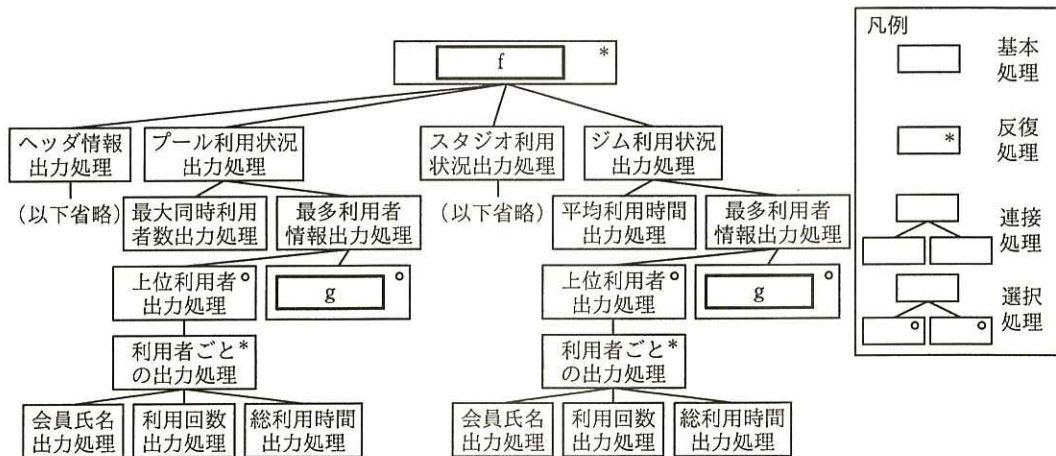 f
*
ヘッダ情報
出力処理
プール利用状況
出力処理
スタジオ利用
状況出力処理
ジム利用状況
出力処理
(以下省略)
最大同時利用
者数出力処理
最多利用者
情報出力処理
(以下省略)
平均利用時間
出力処理
最多利用者
情報出力処理
上位利用者
出力処理
g
上位利用者
出力処理
g
利用者ごと*
の出力処理
利用者ごと*
の出力処理
会員氏名
出力処理
利用回数
出力処理
総利用時間
出力処理
会員氏名
出力処理
利用回数
出力処理
総利用時間
出力処理
凡例
基本
処理
*
反復
処理
連接
処理
選択
処理